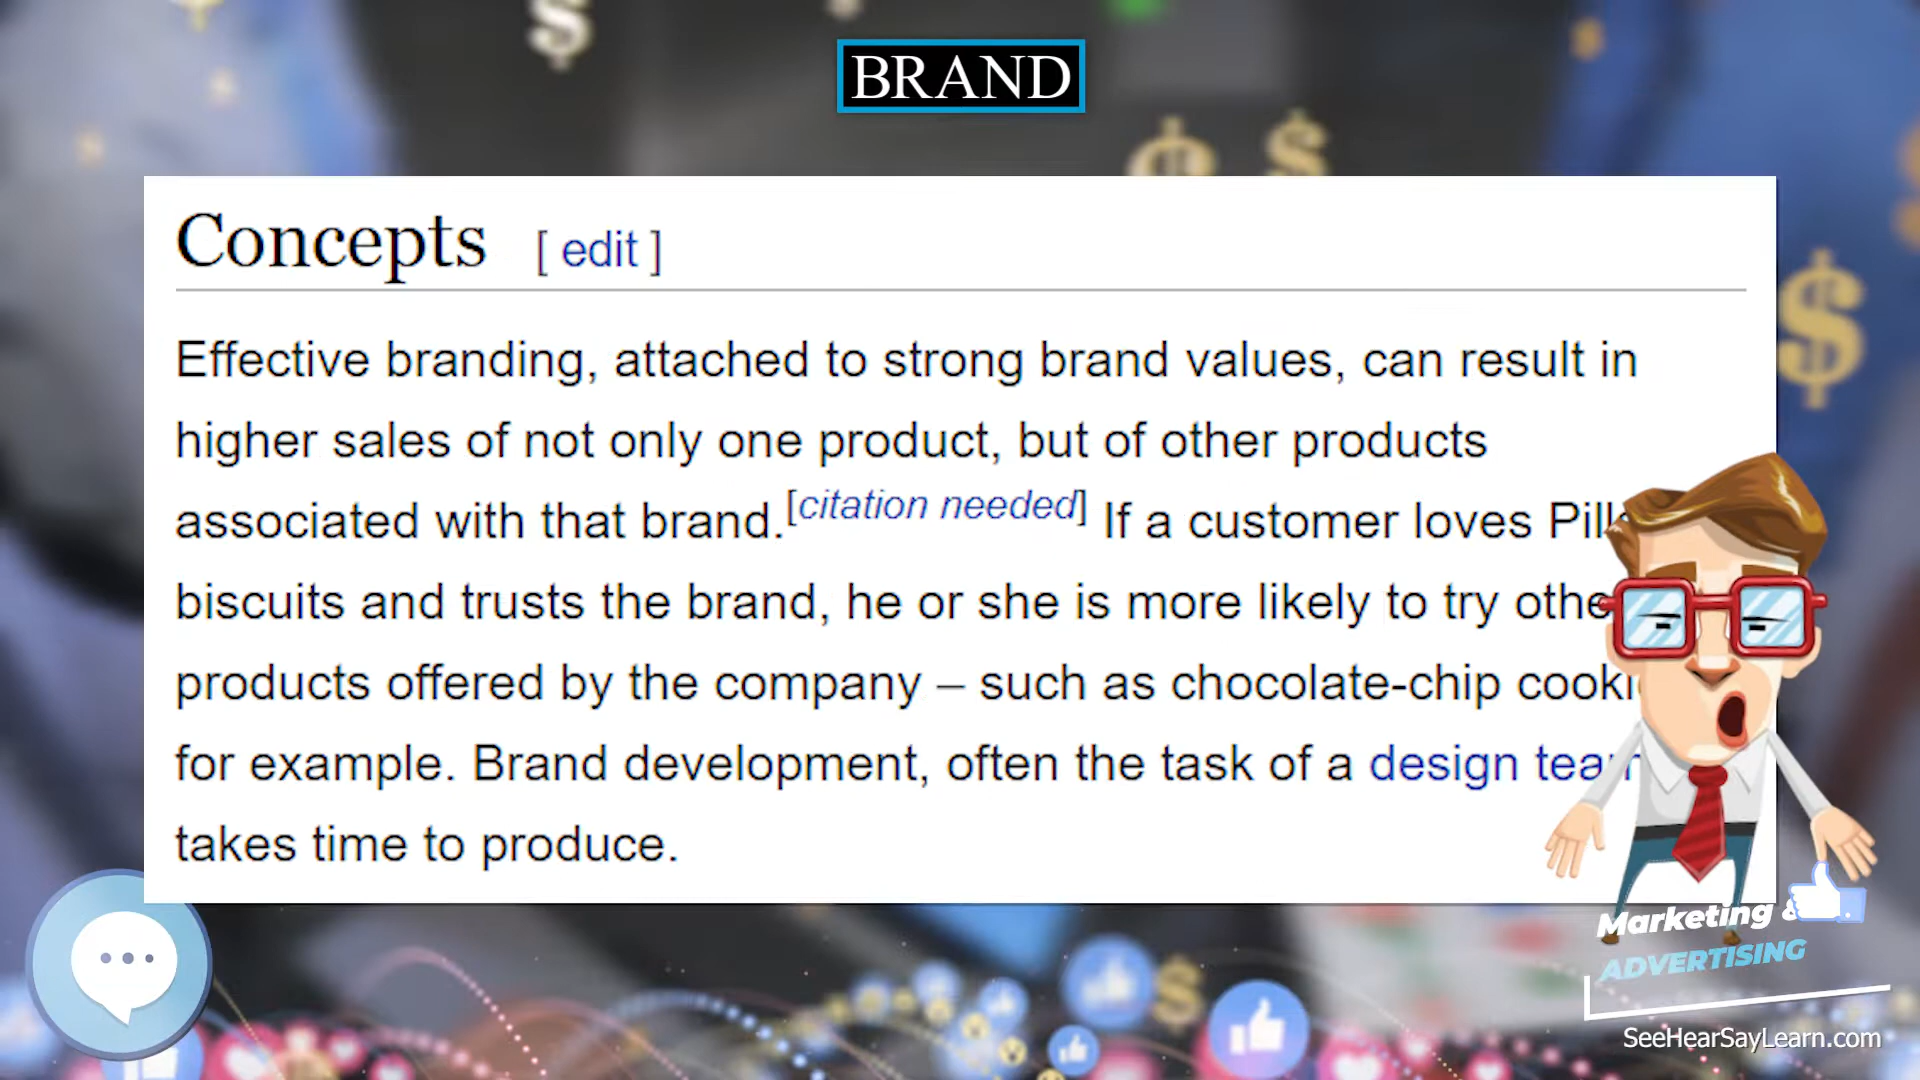 BRAND
Concepts [ edit ]
Effective branding, attached to strong brand values, can result in
higher sales of not only one product, but of other products
associated with that brand.[citation needed] If a customer loves
biscuits and trusts the brand, he or she is more likely to try
products offered by the company – such as chocolate-chip
for example. Brand development, often the task of a design
takes time to produce.
Marketing &
ADVERTISING
SeeHearSayLearn.com